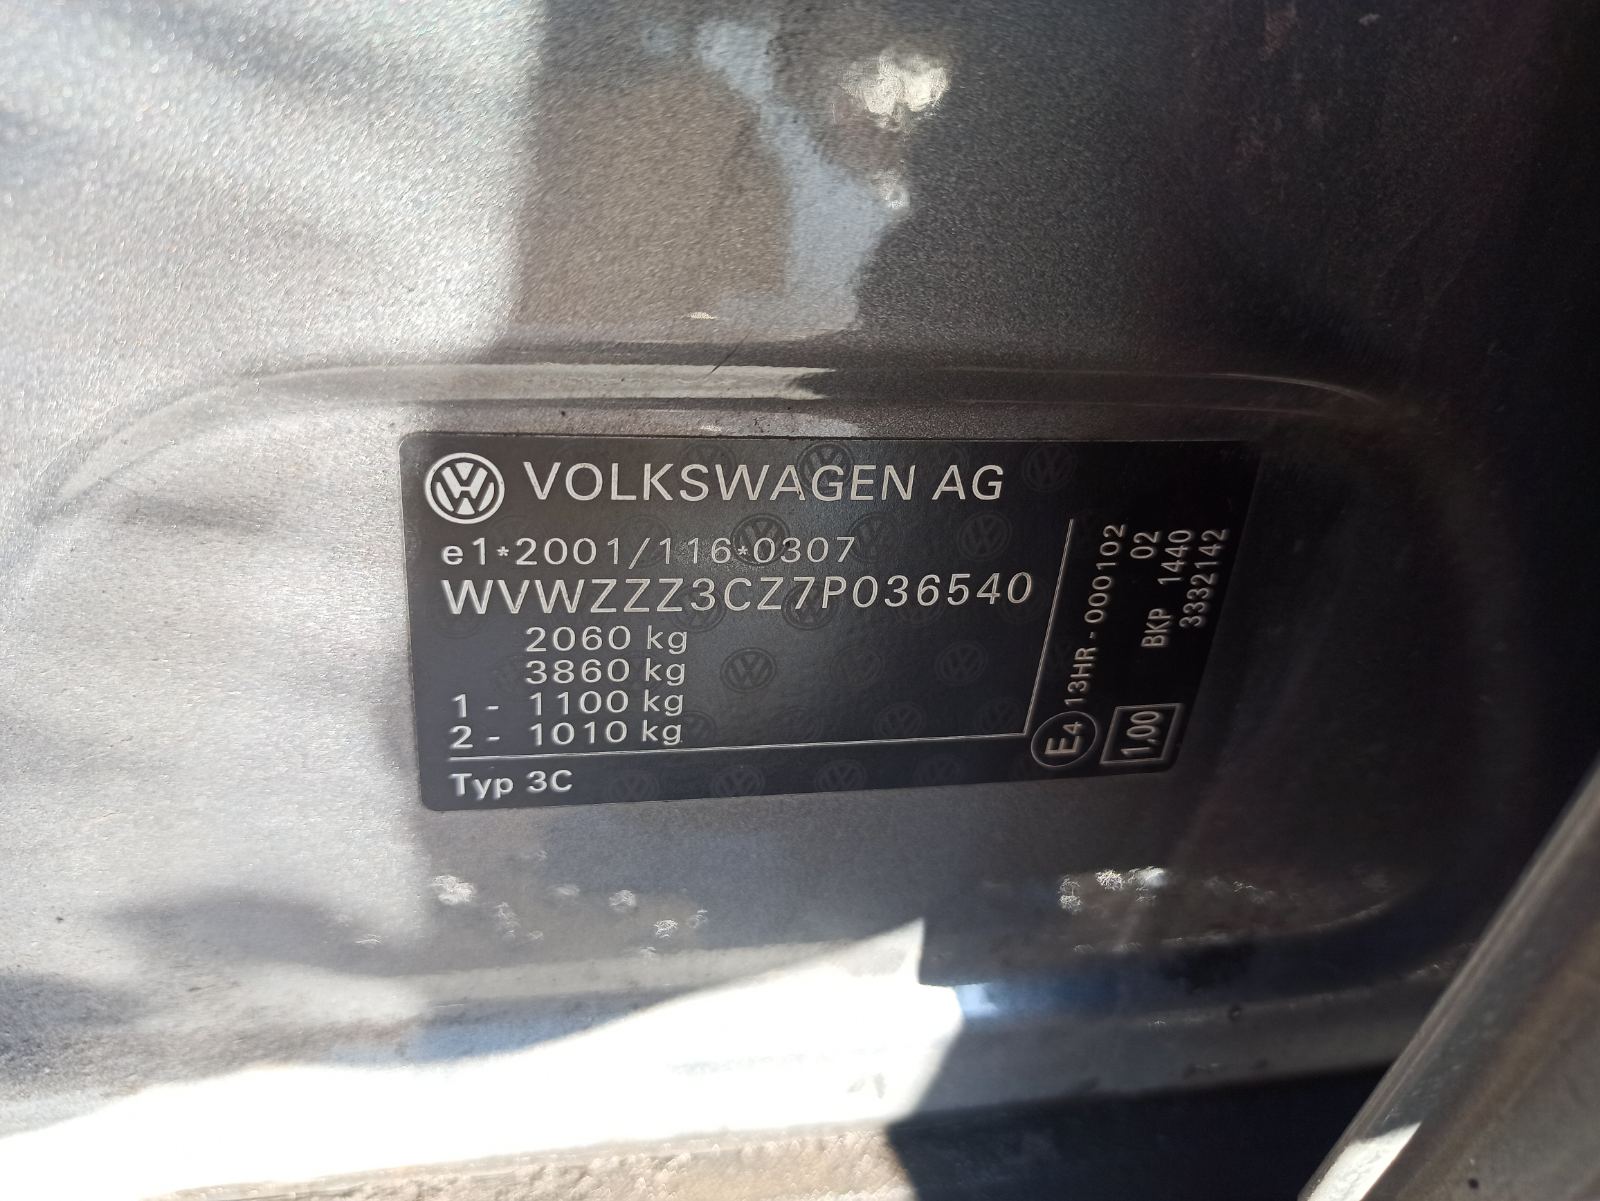 VOLKSWAGEN AG
e1*2001/116*0307
WVWZZZ3CZ7P036540
2060 kg
3860 kg
1 - 1100 kg
2 - 1010 kg
Typ 3C
E4 13HR-000102
02
BKP 1440
3332142
1,00